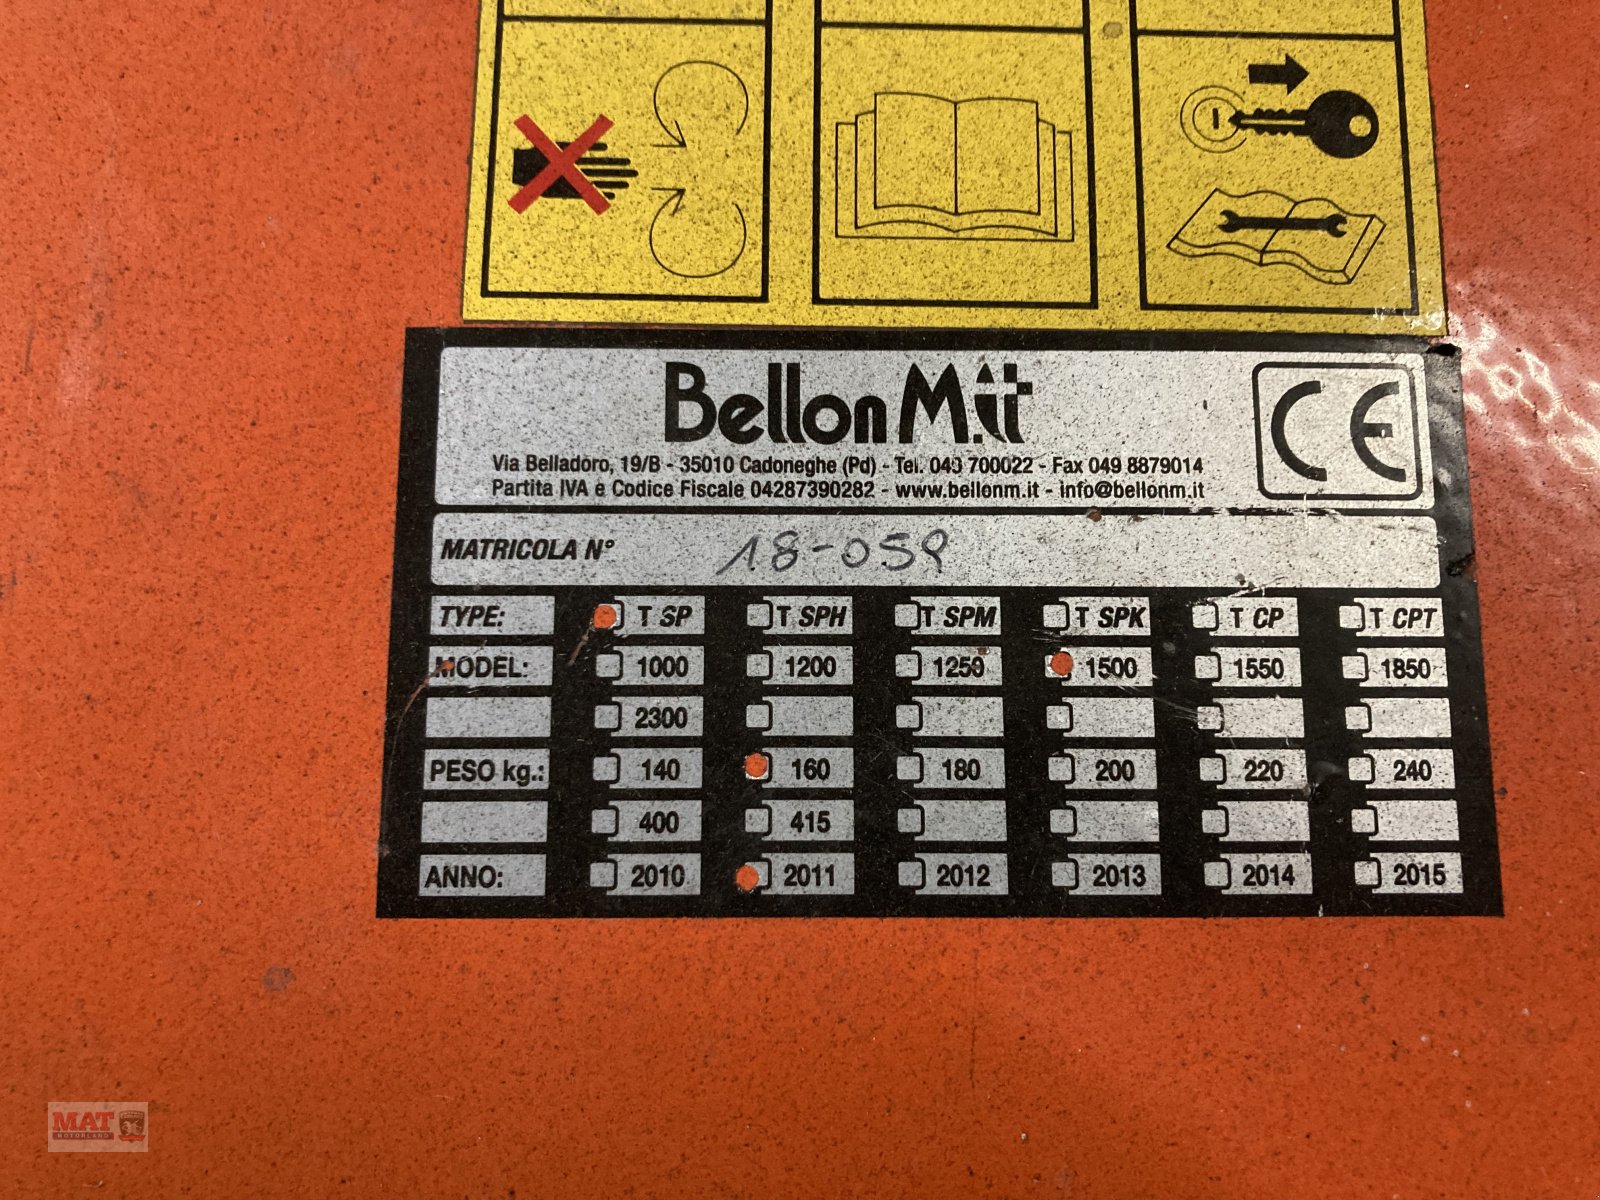 Bellon M.it
Via Belladoro, 19/B - 35010 Cadoneghe (Pd) - Tel. 049 700022 - Fax 049 8879014
Partita IVA e Codice Fiscale 04287390282 - www.bellonm.it - info@bellonm.it
CE
MATRICOLA N° 18-059
TYPE: T SP T SPH T SPM T SPK T CP T CPT
MODEL: 1000 1200 1250 1500 1550 1850
2300
PESO kg.: 140 160 180 200 220 240
400 415
ANNO: 2010 2011 2012 2013 2014 2015
MAT
MOTORLAND